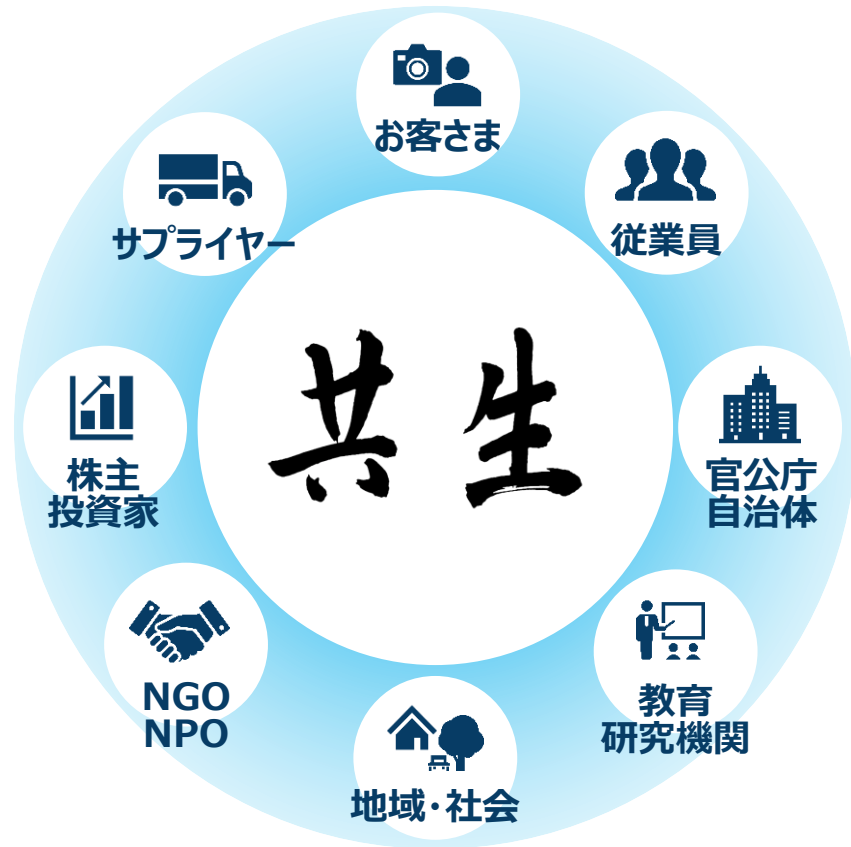 お客さま
従業員
官公庁
自治体
教育
研究機関
地域・社会
NGO
NPO
株主
投資家
サプライヤー
共生